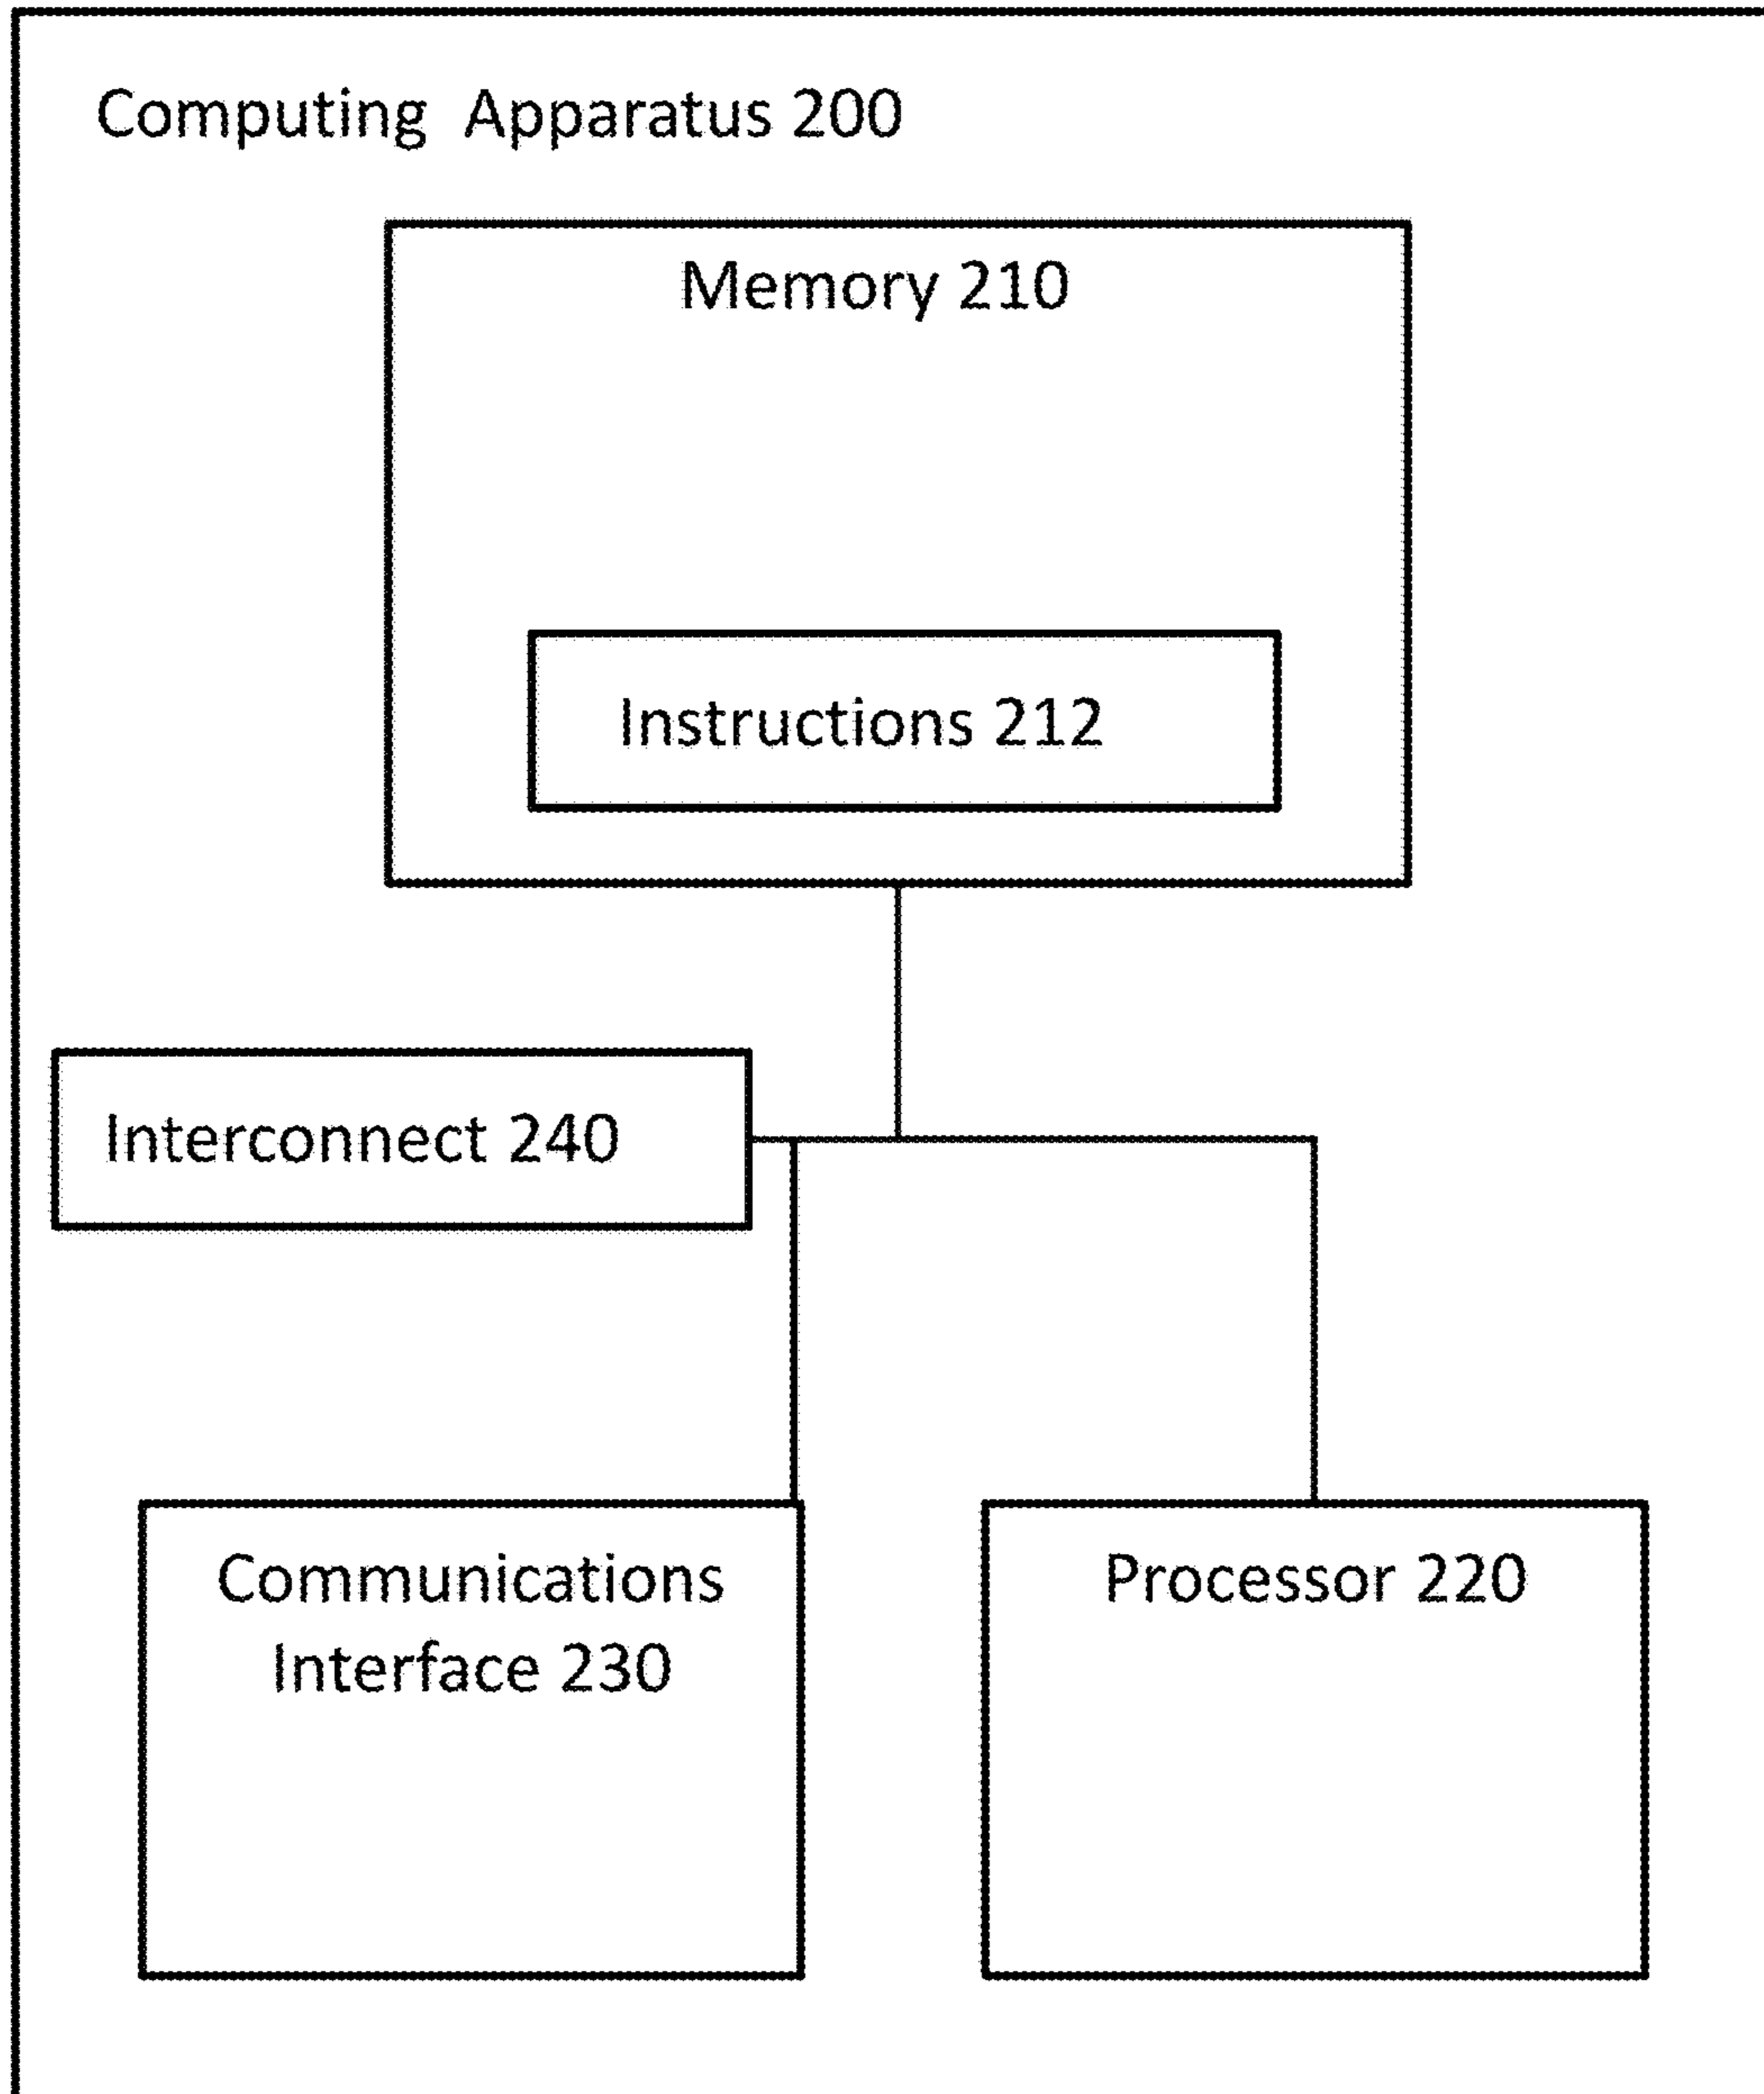 Computing Apparatus 200
Memory 210
Instructions 212
Interconnect 240
Communications
Interface 230
Processor 220